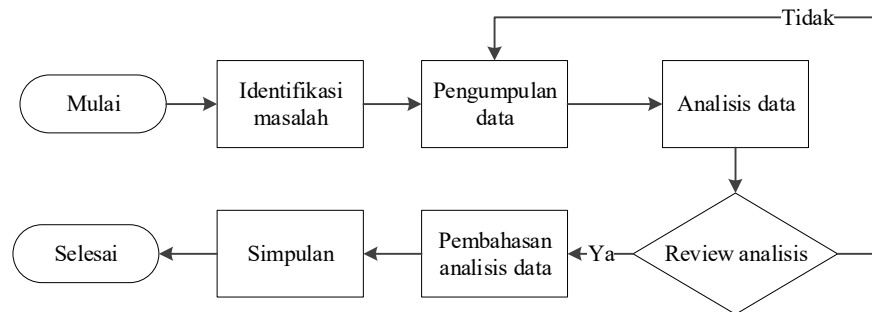 Tidak
Mulai
Identifikasi
masalah
Pengumpulan
data
Analisis data
Selesai
Simpulan
Pembahasan
analisis data
Ya
Review analisis